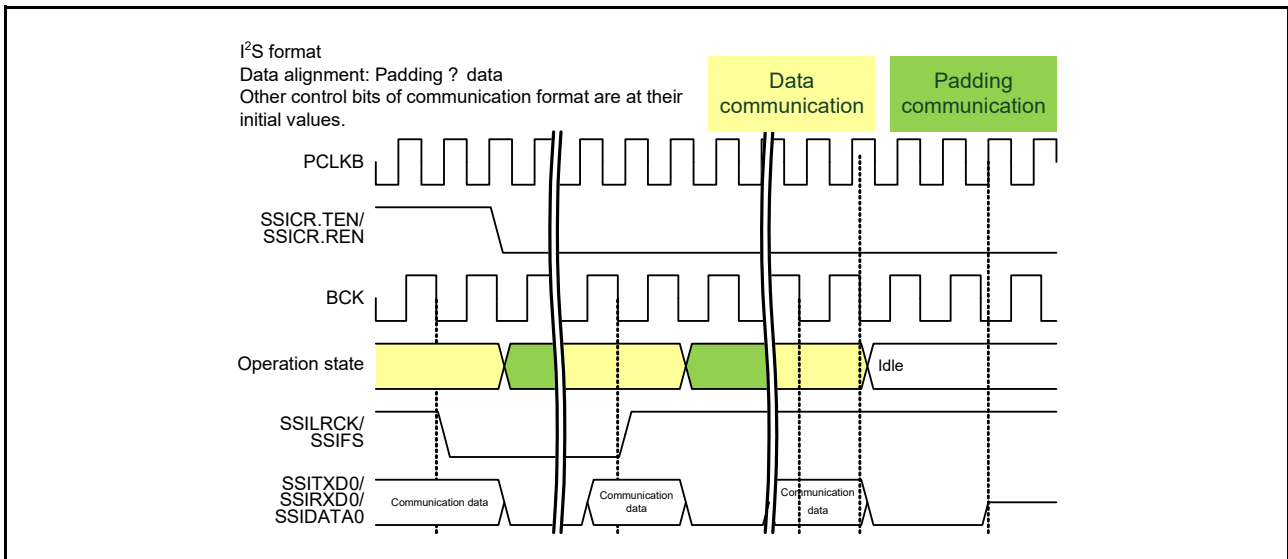 I²S format
Data alignment: Padding ? data
Other control bits of communication format are at their
initial values.
Data
communication
Padding
communication
PCLKB
SSICR.TEN/
SSICR.REN
BCK
Operation state
Idle
SSILRCK/
SSIFS
SSITXD0/
SSIRXD0/
SSIDATA0
Communication data
Communication
data
Communication
data